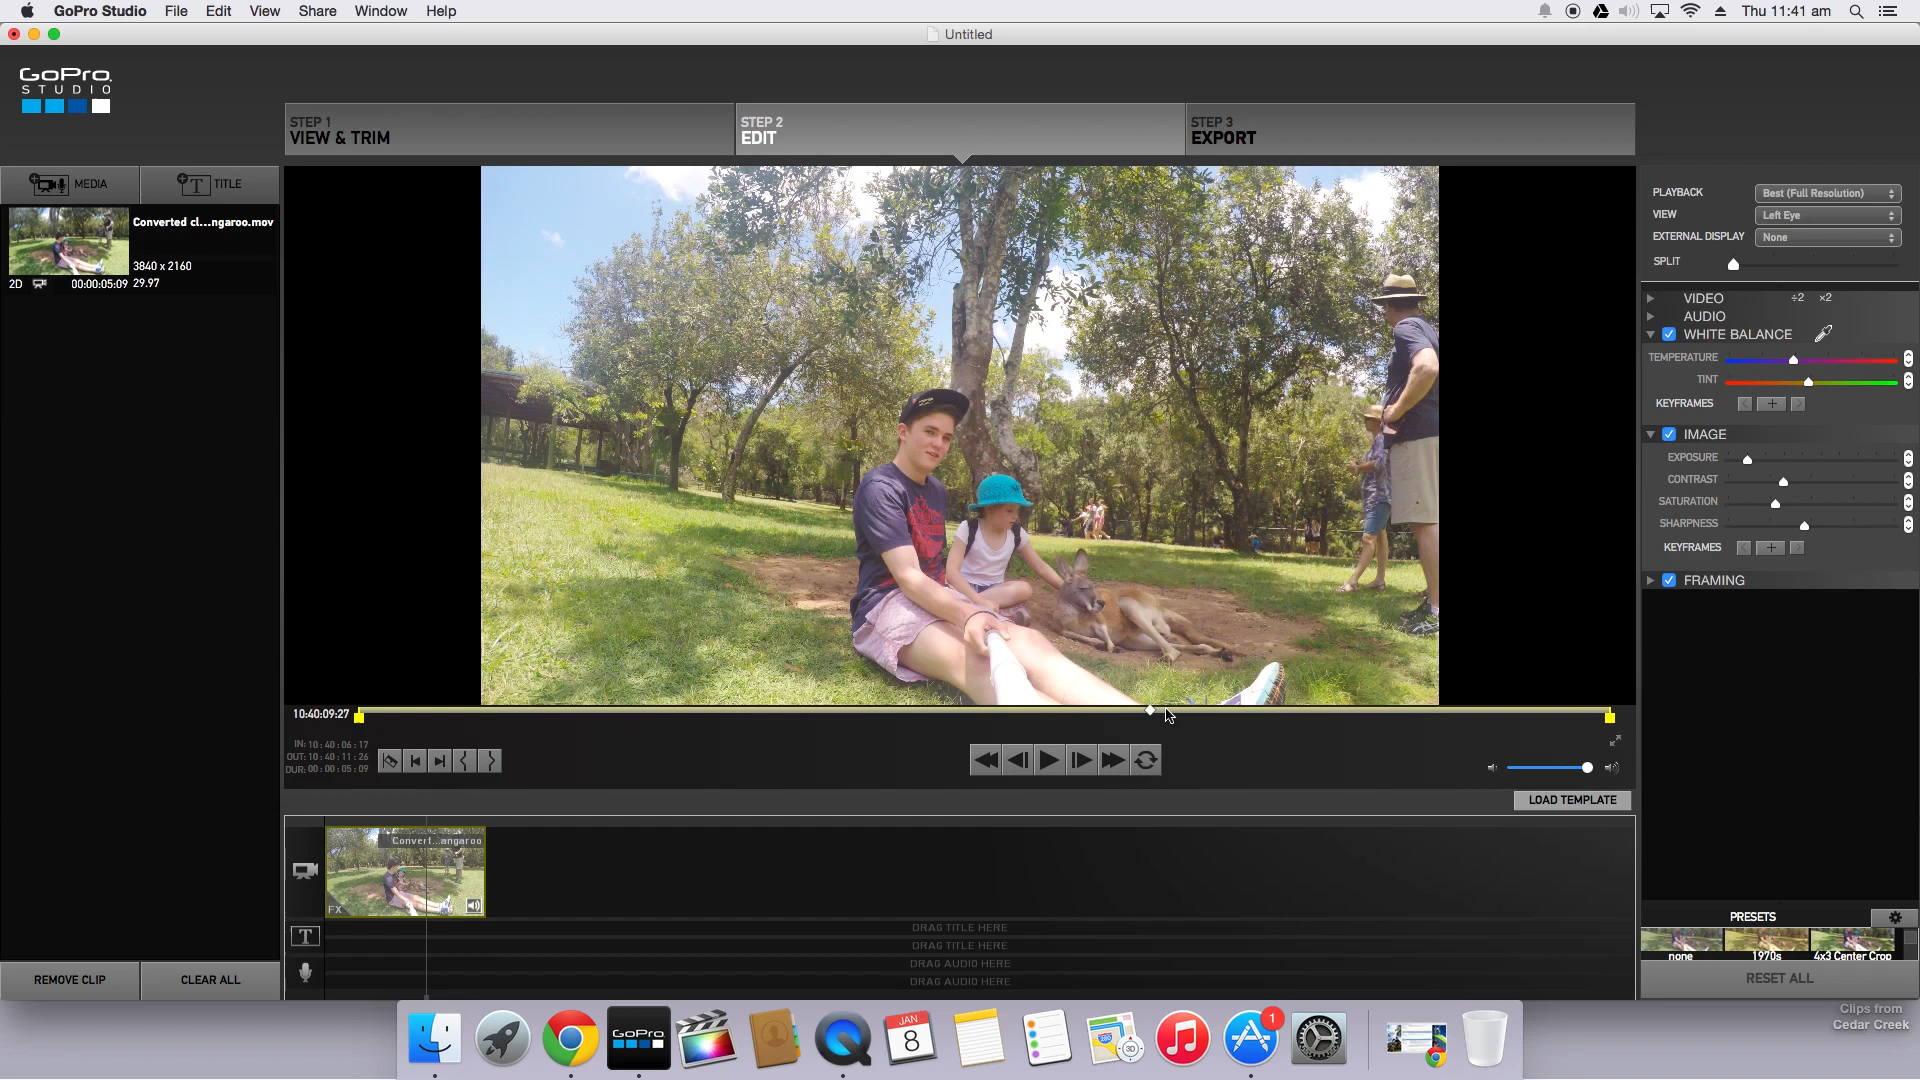 GoPro Studio File Edit View Share Window Help
Thu 11:41 am
Untitled
GoPro
STUDIO
STEP 1
VIEW & TRIM
STEP 2
EDIT
STEP 3
EXPORT
MEDIA
TITLE
Converted cl...ngaroo.mov
3840 x 2160
2D 00:00:05:09 29.97
PLAYBACK Best (Full Resolution)
VIEW Left Eye
EXTERNAL DISPLAY None
SPLIT
VIDEO ÷2 x2
AUDIO
WHITE BALANCE
TEMPERATURE
TINT
KEYFRAMES
IMAGE
EXPOSURE
CONTRAST
SATURATION
SHARPNESS
KEYFRAMES
FRAMING
10:40:09:27
IN: 10: 40: 06: 17
OUT: 10: 40: 11: 26
DUR: 00: 00: 05: 09
LOAD TEMPLATE
Convert...angaroo
FX
DRAG TITLE HERE
DRAG TITLE HERE
DRAG AUDIO HERE
DRAG AUDIO HERE
REMOVE CLIP
CLEAR ALL
PRESETS
none 1970s 4x3 Center Crop
RESET ALL
Clips from
Cedar Creek
GoPro
JAN
8
280
3D
1